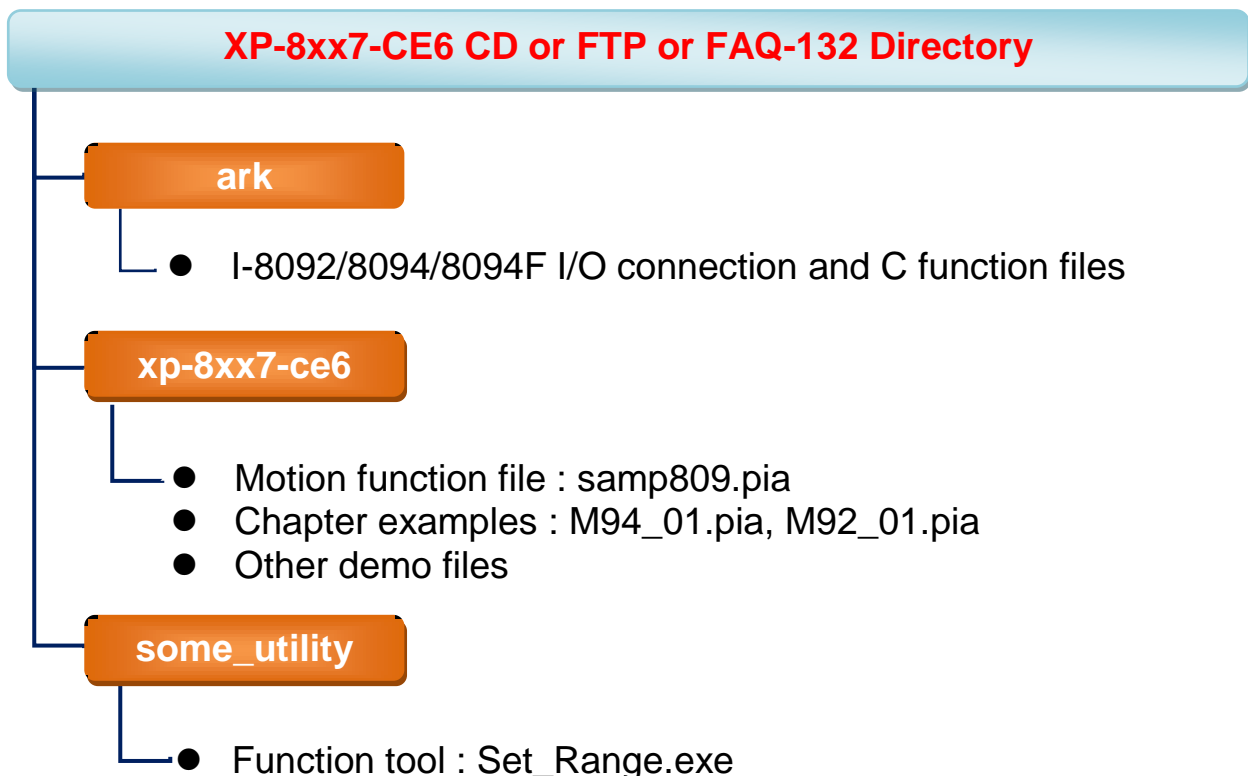 XP-8xx7-CE6 CD or FTP or FAQ-132 Directory
ark
● I-8092/8094/8094F I/O connection and C function files
xp-8xx7-ce6
● Motion function file : samp809.pia
● Chapter examples : M94_01.pia, M92_01.pia
● Other demo files
some_utility
● Function tool : Set_Range.exe